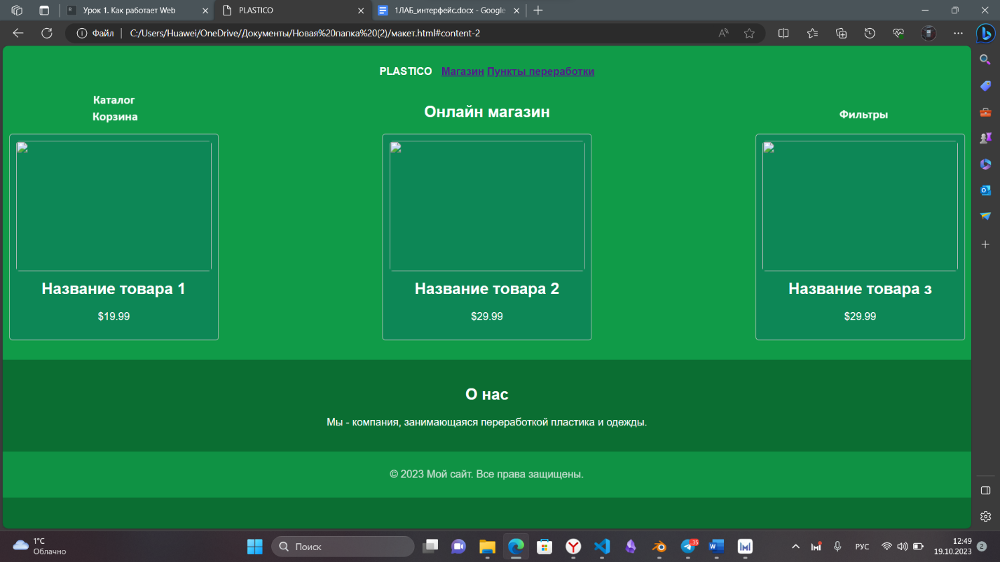 Урок 1. Как работает Web
PLASTICO
1ЛАБ_интерфейс.docx - Google
Файл
C:/Users/Huawei/OneDrive/Документы/Новая%20папка%20(2)/макет.html#content-2
PLASTICO Магазин Пункты переработки
Каталог
Корзина
Онлайн магазин
Фильтры
Название товара 1
$19.99
Название товара 2
$29.99
Название товара з
$29.99
О нас
Мы - компания, занимающаяся переработкой пластика и одежды.
© 2023 Мой сайт. Все права защищены.
1°C
Облачно
Поиск
35
РУС
12:49
19.10.2023
2